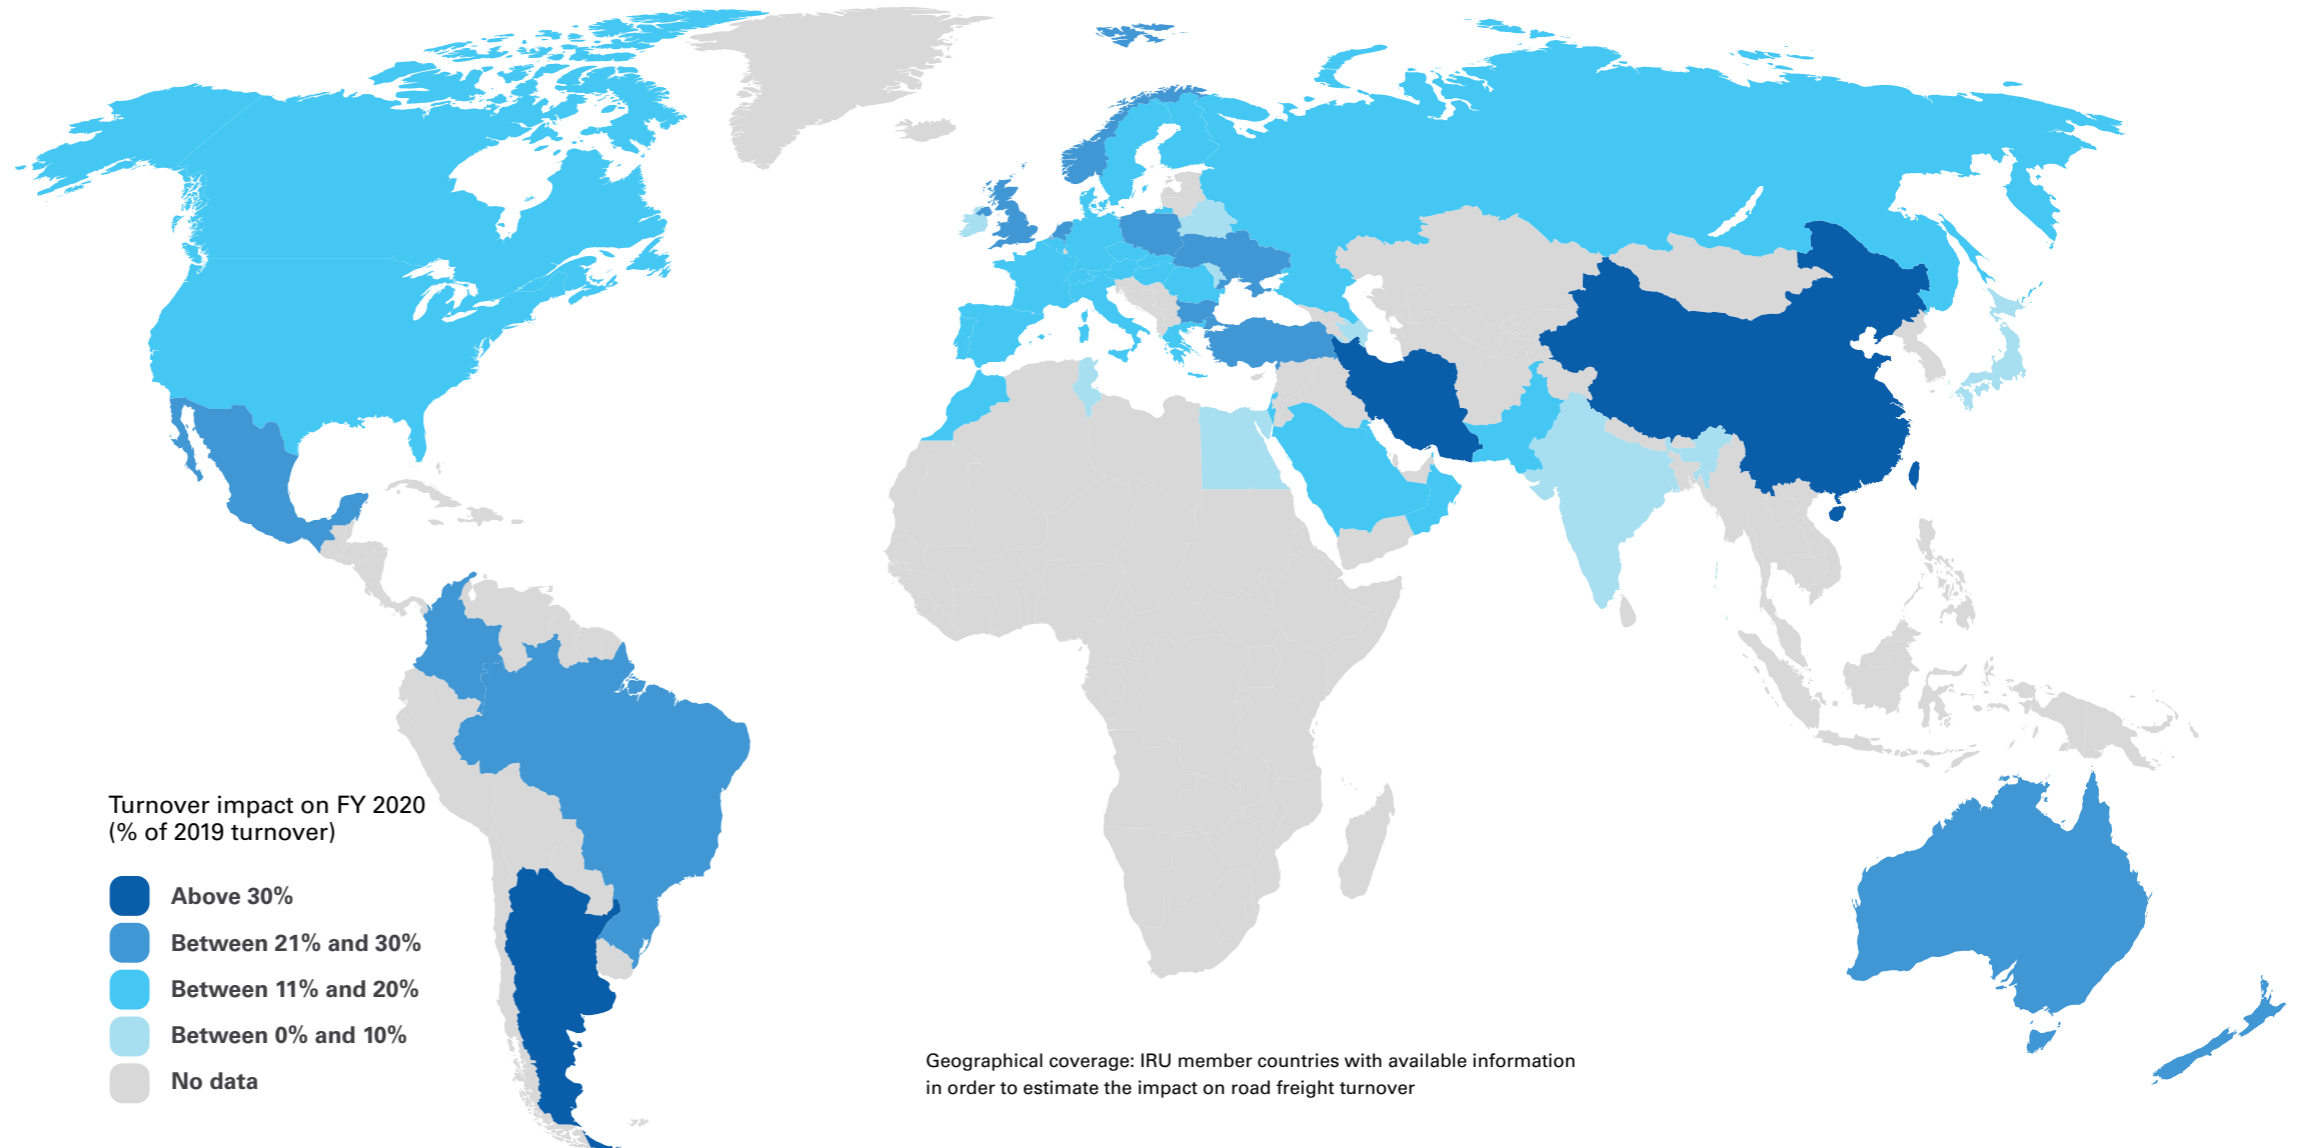 Turnover impact on FY 2020
(% of 2019 turnover)
Above 30%
Between 21% and 30%
Between 11% and 20%
Between 0% and 10%
No data
Geographical coverage: IRU member countries with available information
in order to estimate the impact on road freight turnover